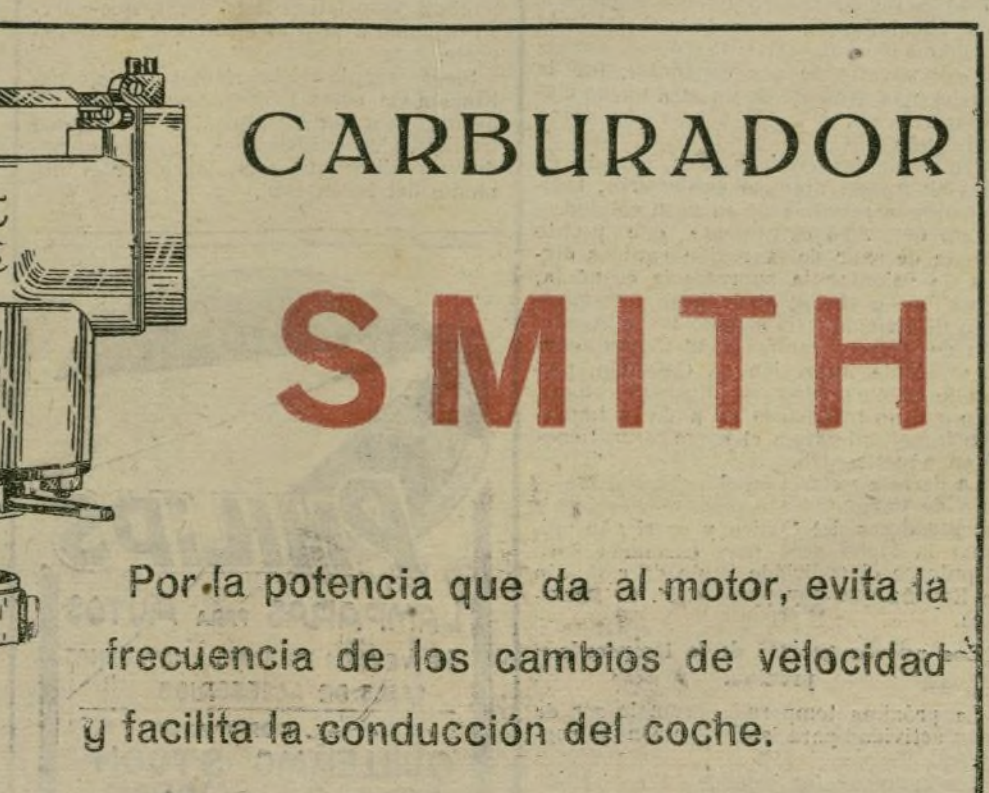 CARBURADOR
SMITH
Por la potencia que da al motor, evita la
frecuencia de los cambios de velocidad
y facilita la conducción del coche.